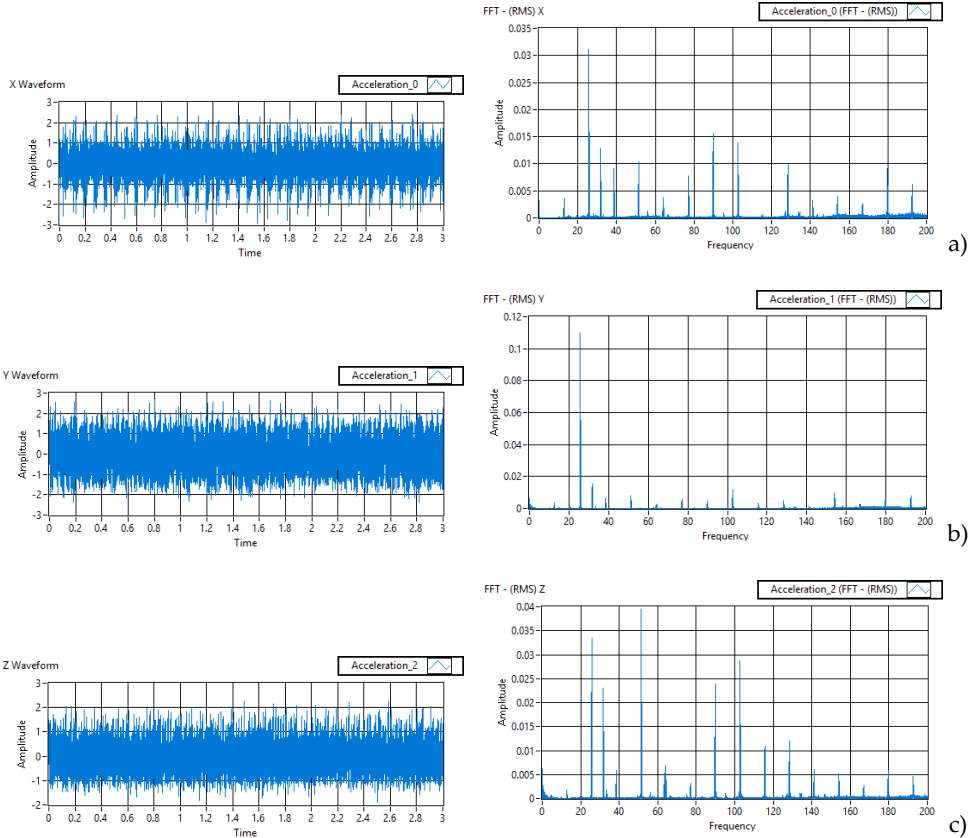 X Waveform
Acceleration_0
Amplitude
3
2
1
0
-1
-2
-3
0 0.2 0.4 0.6 0.8 1 1.2 1.4 1.6 1.8 2 2.2 2.4 2.6 2.8 3
Time
FFT - (RMS) X
Acceleration_0 (FFT - (RMS))
Amplitude
0.035
0.03
0.025
0.02
0.015
0.01
0.005
0
0 20 40 60 80 100 120 140 160 180 200
Frequency
a)
Y Waveform
Acceleration_1
Amplitude
3
2
1
0
-1
-2
-3
0 0.2 0.4 0.6 0.8 1 1.2 1.4 1.6 1.8 2 2.2 2.4 2.6 2.8 3
Time
FFT - (RMS) Y
Acceleration_1 (FFT - (RMS))
Amplitude
0.12
0.1
0.08
0.06
0.04
0.02
0
0 20 40 60 80 100 120 140 160 180 200
Frequency
b)
Z Waveform
Acceleration_2
Amplitude
3
2
1
0
-1
-2
0 0.2 0.4 0.6 0.8 1 1.2 1.4 1.6 1.8 2 2.2 2.4 2.6 2.8 3
Time
FFT - (RMS) Z
Acceleration_2 (FFT - (RMS))
Amplitude
0.04
0.035
0.03
0.025
0.02
0.015
0.01
0.005
0
0 20 40 60 80 100 120 140 160 180 200
Frequency
c)